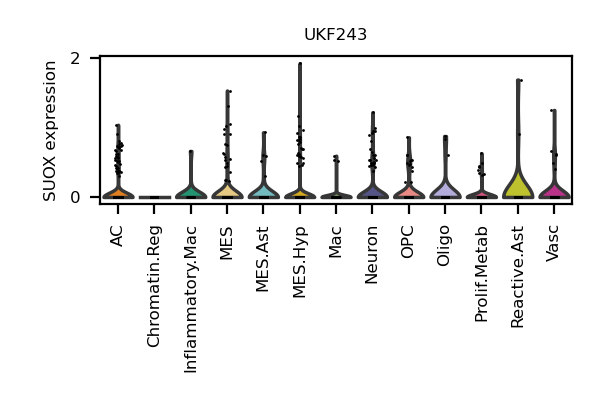 UKF243
SUOX expression
2
0
AC
Chromatin.Reg
Inflammatory.Mac
MES
MES.Ast
MES.Hyp
Mac
Neuron
OPC
Oligo
Prolif.Metab
Reactive.Ast
Vasc